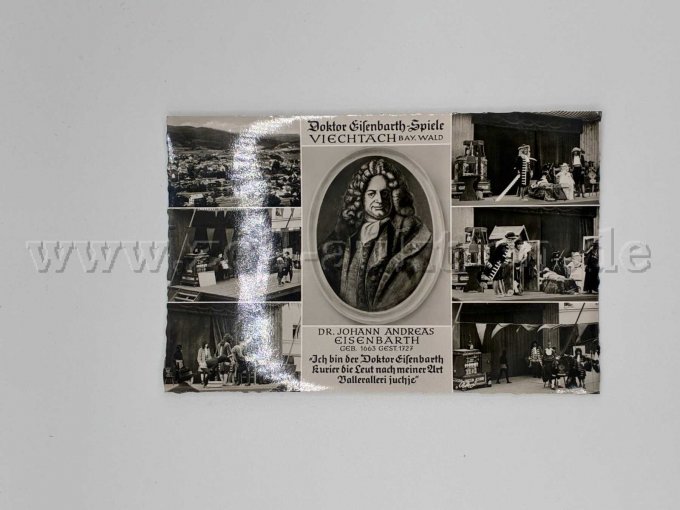 Doktor Eisenbarth-Spiele
VIECHTACH BAY. WALD
DR. JOHANN ANDREAS
EISENBARTH
GEB. 1663 GEST. 1727
"Ich bin der Doktor Eisenbarth
Kurier die Leut nach meiner Art
Valleralleri juchje"